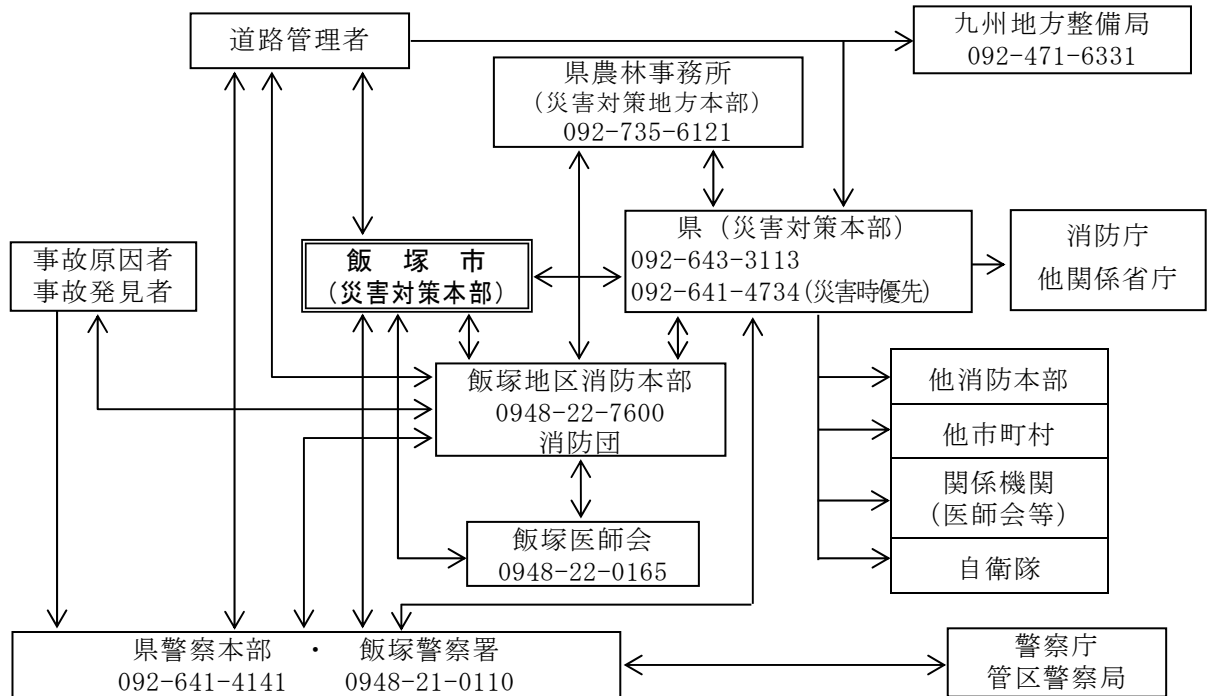 道路管理者
九州地方整備局
092-471-6331
県農林事務所
(災害対策地方本部)
092-735-6121
事故原因者
事故発見者
飯 塚 市
(災害対策本部)
県(災害対策本部)
092-643-3113
092-641-4734(災害時優先)
消防庁
他関係省庁
飯塚地区消防本部
0948-22-7600
消防団
他消防本部
他市町村
関係機関
(医師会等)
自衛隊
飯塚医師会
0948-22-0165
県警察本部 ・ 飯塚警察署
092-641-4141 0948-21-0110
警察庁
管区警察局